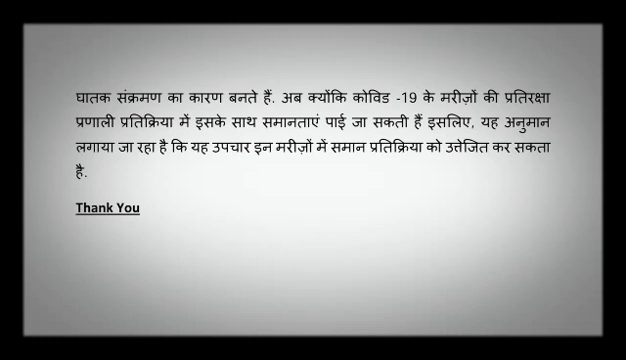 घातक संक्रमण का कारण बनते हैं. अब क्योंकि कोविड -19 के मरीज़ों की प्रतिरक्षा
प्रणाली प्रतिक्रिया में इसके साथ समानताएं पाई जा सकती हैं इसलिए, यह अनुमान
लगाया जा रहा है कि यह उपचार इन मरीज़ों में समान प्रतिक्रिया को उत्तेजित कर सकता
है.
Thank You